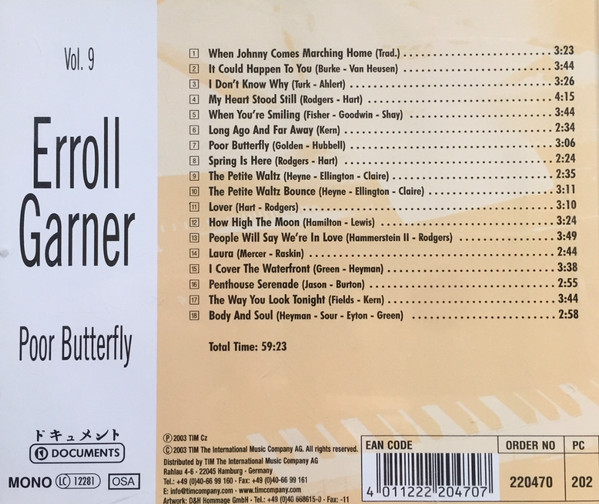 Vol. 9
Erroll
Garner
Poor Butterfly
ドキュメント
DOCUMENTS
MONO LC 12281 OSA
1 When Johnny Comes Marching Home (Trad.) 3:23
2 It Could Happen To You (Burke - Van Heusen) 3:44
3 I Don't Know Why (Turk - Ahlert) 3:26
4 My Heart Stood Still (Rodgers - Hart) 4:15
5 When You're Smiling (Fisher - Goodwin - Shay) 3:44
6 Long Ago And Far Away (Kern) 2:34
7 Poor Butterfly (Golden - Hubbell) 3:06
8 Spring Is Here (Rodgers - Hart) 2:24
9 The Petite Waltz (Heyne - Ellington - Claire) 2:35
10 The Petite Waltz Bounce (Heyne - Ellington - Claire) 3:11
11 Lover (Hart - Rodgers) 3:10
12 How High The Moon (Hamilton - Lewis) 3:24
13 People Will Say We're In Love (Hammerstein II - Rodgers) 3:49
14 Laura (Mercer - Raskin) 2:44
15 I Cover The Waterfront (Green - Heyman) 3:38
16 Penthouse Serenade (Jason - Burton) 2:55
17 The Way You Look Tonight (Fields - Kern) 3:44
18 Body And Soul (Heyman - Sour - Eyton - Green) 2:58
Total Time: 59:23
℗ 2003 TIM Cz
© 2003 TIM The International Music Company AG. All rights reserved.
Distributed by TIM The International Music Company AG
Rahlau 4-6 - 22045 Hamburg - Germany
Tel.: +49 (0)40-66 99 160 - Fax: +49 (0)40-66 99 161
E-Mail: info@timcompany.com - www.timcompany.com
Artwork: D&H Hommage GmbH - Tel.: +49 (0)40 668615-0 - Fax: -11
EAN CODE
4 011222 204707
ORDER NO
220470
PC
202